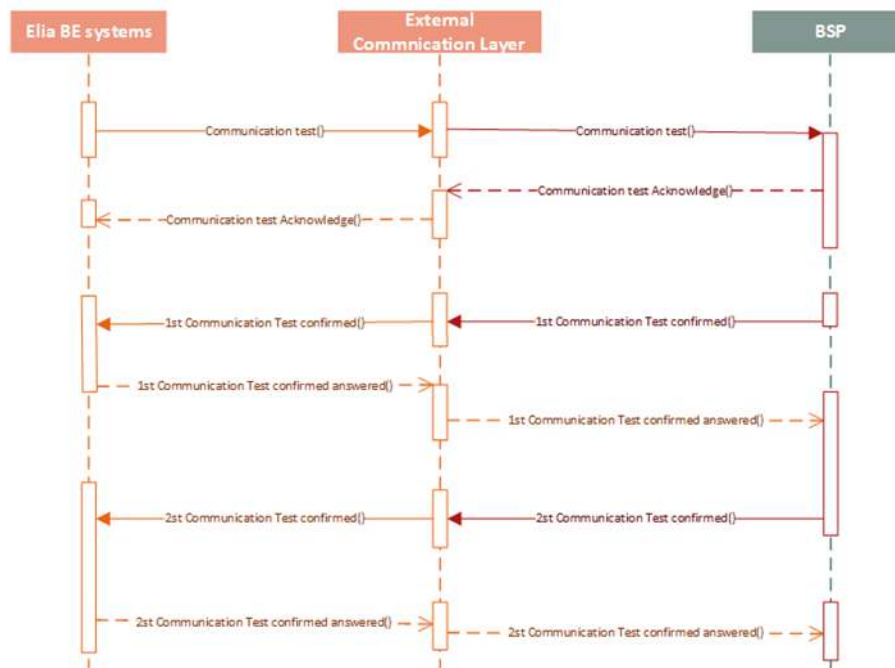 Elia BE systems
External
Commnication Layer
BSP
Communication test()
Communication test()
Communication test Acknowledge()
Communication test Acknowledge()
1st Communication Test confirmed()
1st Communication Test confirmed()
1st Communication Test confirmed answered()
1st Communication Test confirmed answered()
2st Communication Test confirmed()
2st Communication Test confirmed()
2st Communication Test confirmed answered()
2st Communication Test confirmed answered()